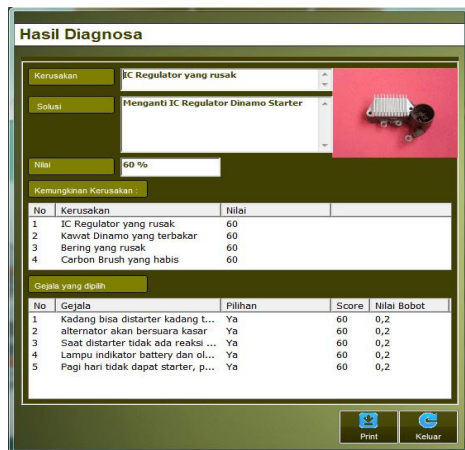 Hasil Diagnosa
Kerusakan IC Regulator yang rusak
Solusi Menganti IC Regulator Dinamo Starter
Nilai 60 %
Kemungkinan Kerusakan :
No Kerusakan Nilai
1 IC Regulator yang rusak 60
2 Kawat Dinamo yang terbakar 60
3 Bering yang rusak 60
4 Carbon Brush yang habis 60
Gejala yang dipilih
No Gejala Pilihan Score Nilai Bobot
1 Kadang bisa distarter kadang t... Ya 60 0,2
2 alternator akan bersuara kasar Ya 60 0,2
3 Saat distarter tidak ada reaksi ... Ya 60 0,2
4 Lampu indikator battery dan ol... Ya 60 0,2
5 Pagi hari tidak dapat starter, p... Ya 60 0,2
Print Keluar